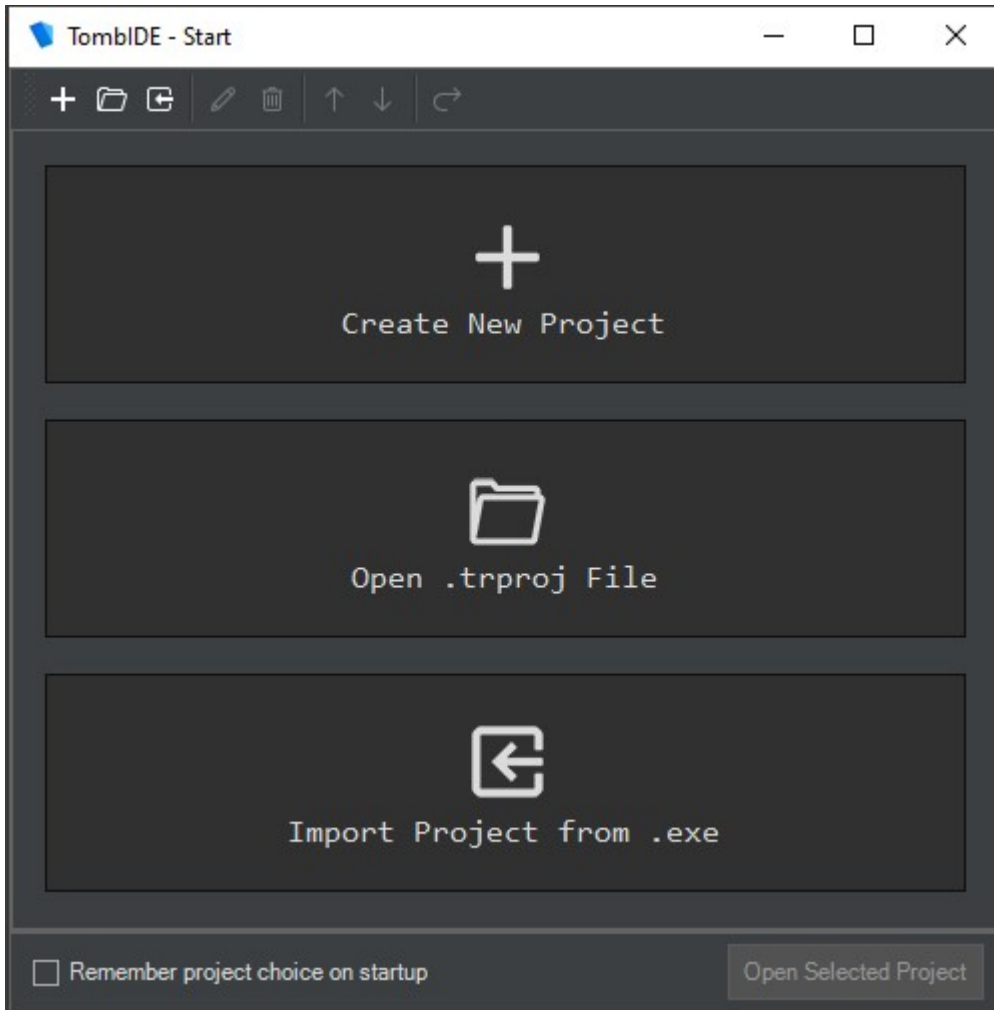 TombIDE - Start
Create New Project
Open .trproj File
Import Project from .exe
Remember project choice on startup
Open Selected Project